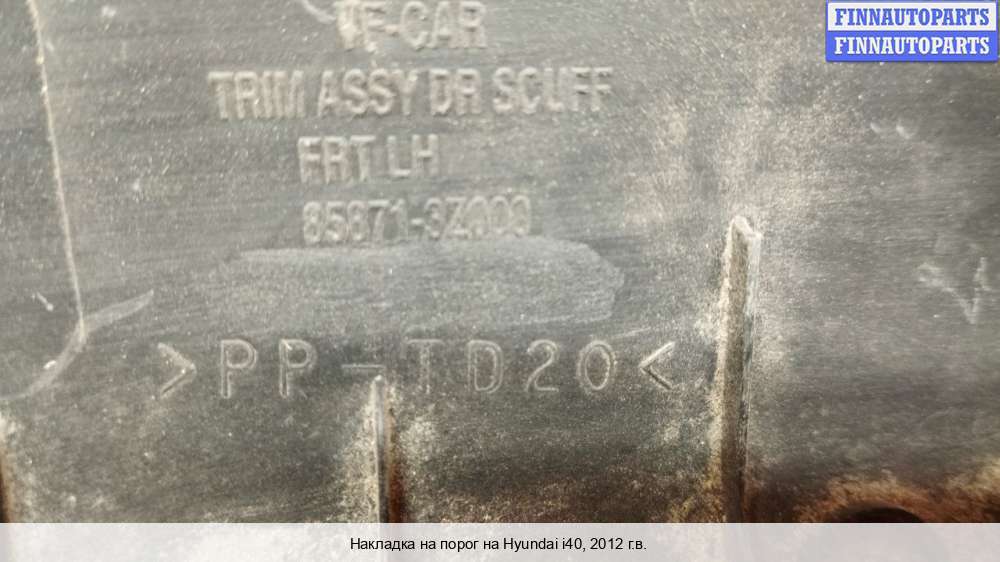 FINNAUTOPARTS
FINNAUTOPARTS
VF-CAR
TRIM ASSY DR SCUFF
FRT LH
85871-3Z000
>PP-TD20<
Накладка на порог на Hyundai i40, 2012 г.в.